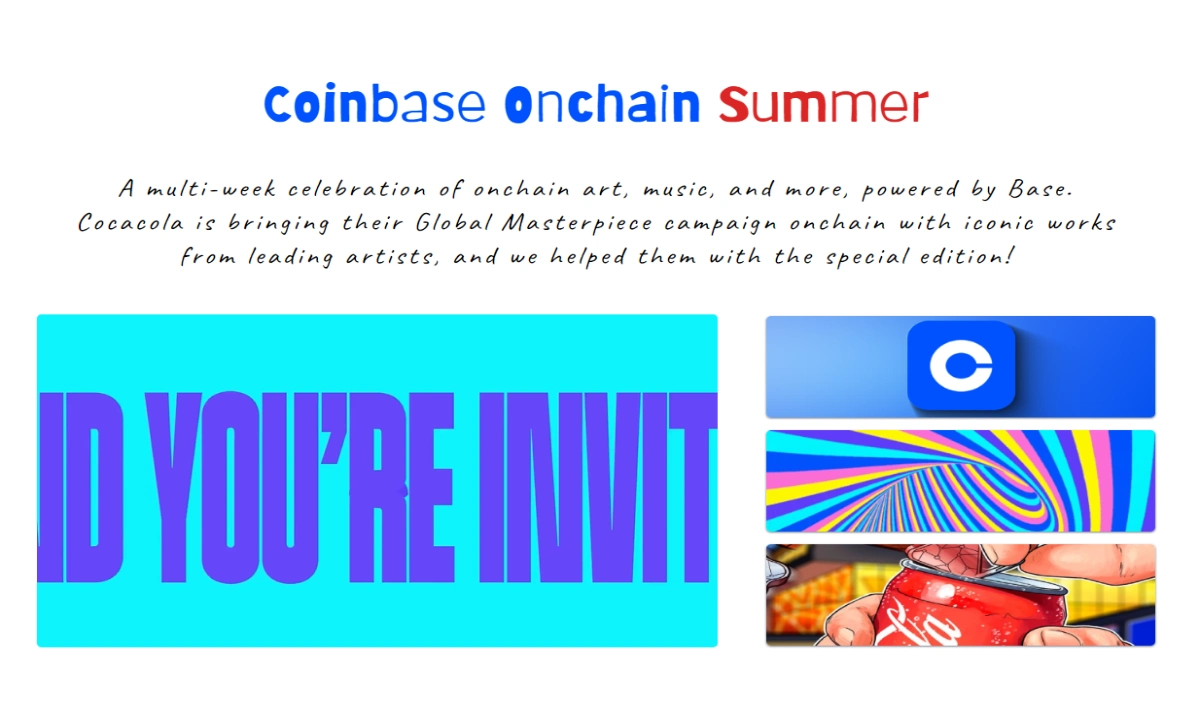 Coinbase Onchain Summer
A multi-week celebration of onchain art, music, and more, powered by Base.
Cocacola is bringing their Global Masterpiece campaign onchain with iconic works
from leading artists, and we helped them with the special edition!
ND YOU'RE INVIT
C
la